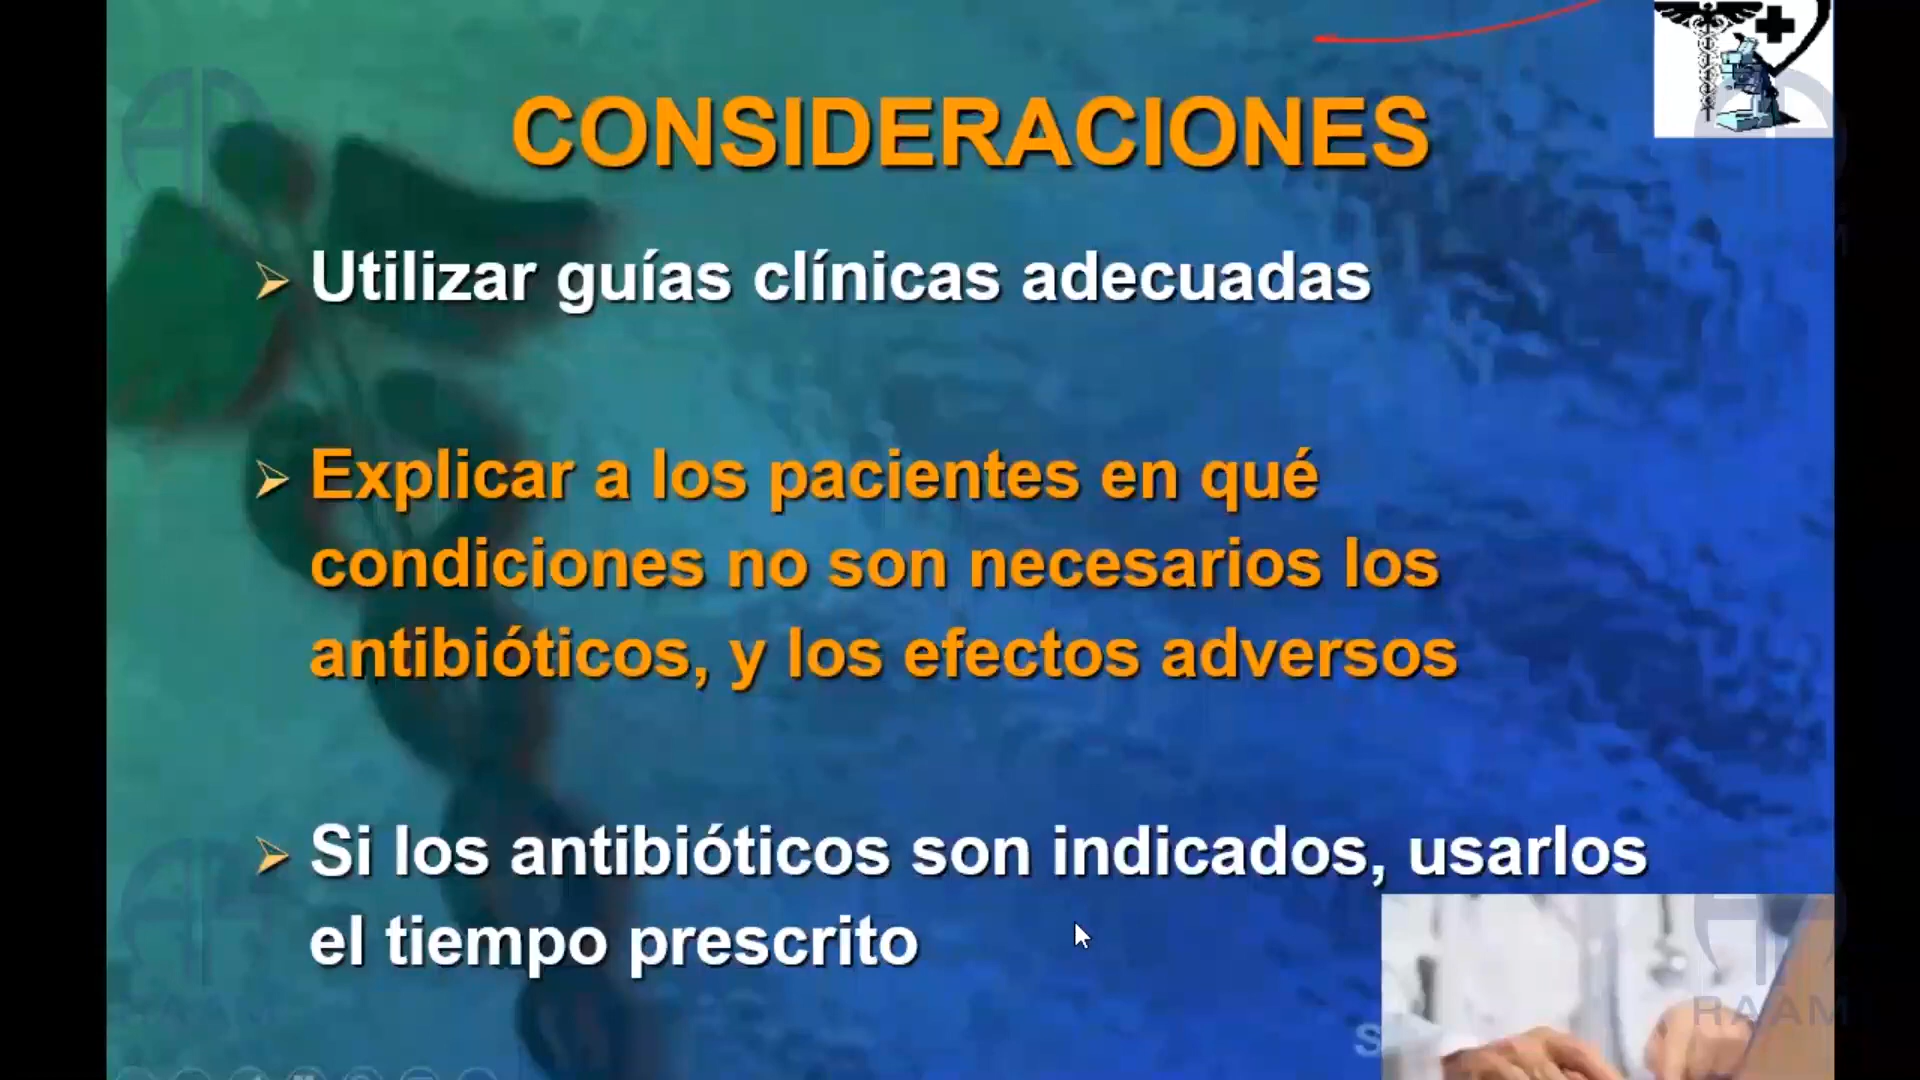 CONSIDERACIONES
Utilizar guías clínicas adecuadas
Explicar a los pacientes en qué
condiciones no son necesarios los
antibióticos, y los efectos adversos
Si los antibióticos son indicados, usarlos
el tiempo prescrito
RAAM